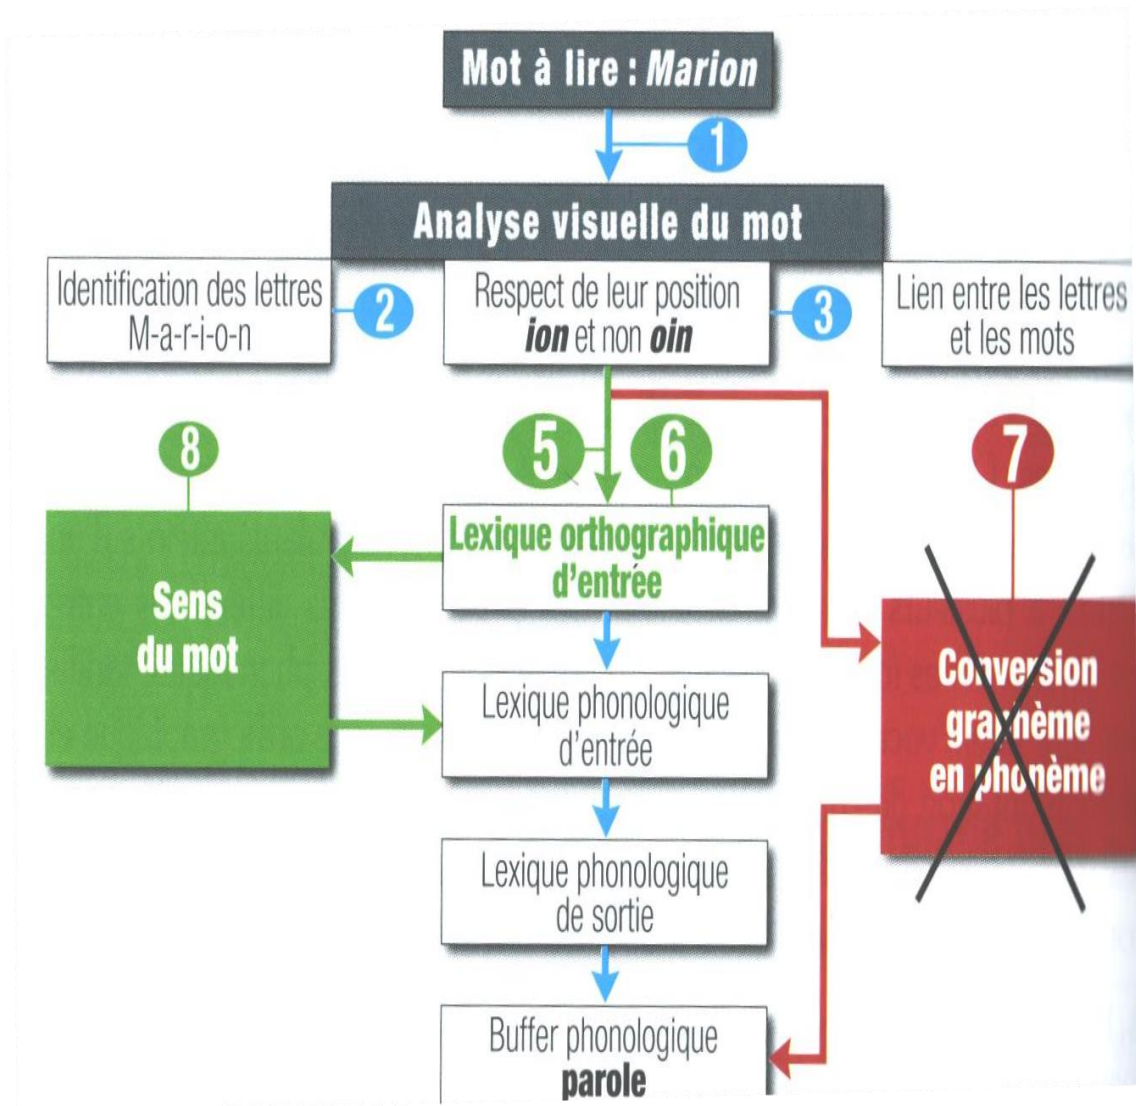 Mot à lire : Marion
1
Analyse visuelle du mot
Identification des lettres
M-a-r-i-o-n
2
Respect de leur position
ion et non oin
3
Lien entre les lettres
et les mots
8
5
6
7
Lexique orthographique
d'entrée
Sens
du mot
Conversion
graphème
en phonème
Lexique phonologique
d'entrée
Lexique phonologique
de sortie
Buffer phonologique
parole